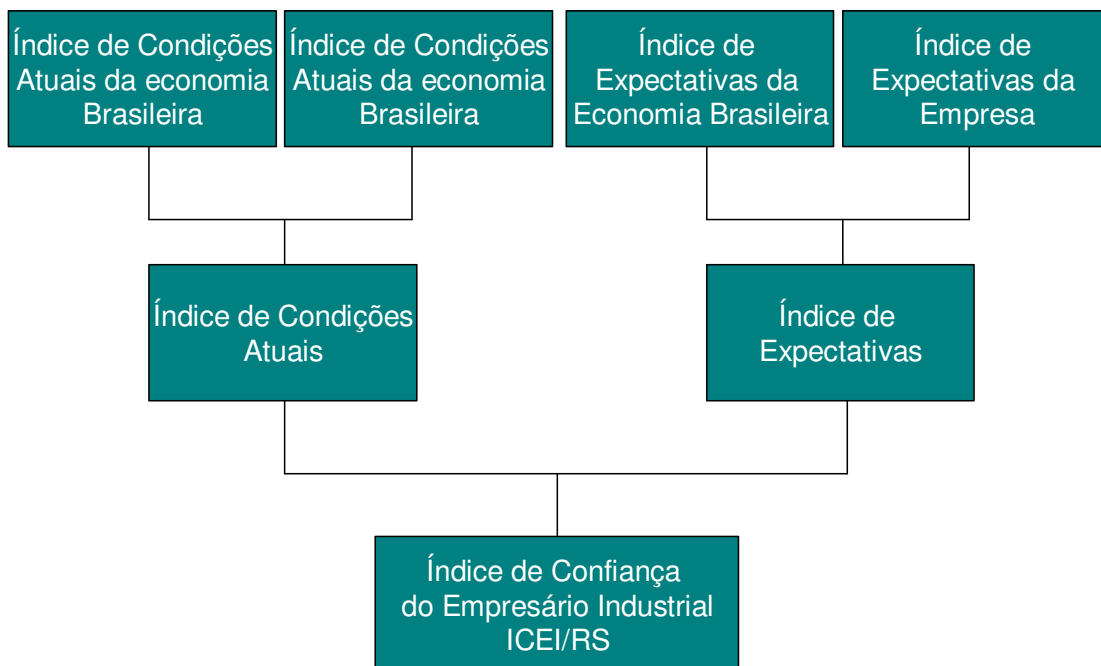 Índice de Condições
Atuais da economia
Brasileira
Índice de Condições
Atuais da economia
Brasileira
Índice de
Expectativas da
Economia Brasileira
Índice de
Expectativas da
Empresa
Índice de Condições
Atuais
Índice de
Expectativas
Índice de Confiança
do Empresário Industrial
ICEI/RS